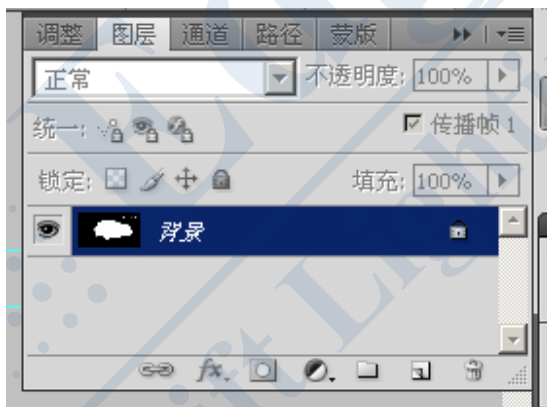 调整 图层 通道 路径 蒙版
正常 不透明度: 100%
统一: 传播帧 1
锁定: 填充: 100%
背景
fx.